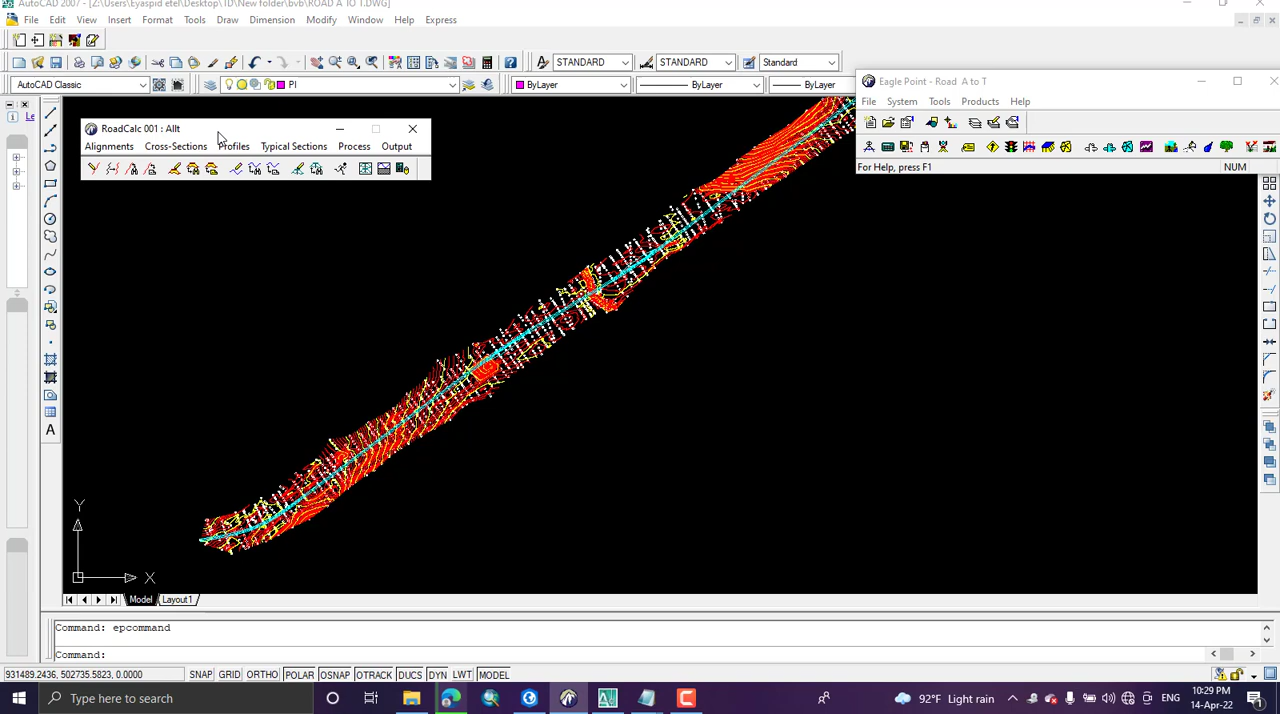 AutoCAD 2007 - [Z:\Users\Eyaspid etel\Desktop\TD\New folder\bvb\ROAD A TO T.DWG]
File Edit View Insert Format Tools Draw Dimension Modify Window Help Express
STANDARD STANDARD Standard
AutoCAD Classic PI ByLayer ByLayer ByLayer
Eagle Point - Road A to T
File System Tools Products Help
For Help, press F1 NUM
RoadCalc 001 : Allt
Alignments Cross-Sections Profiles Typical Sections Process Output
Le
A
Y
X
Model Layout1
Command: epcommand
Command:
931489.2436, 502735.5823, 0.0000 SNAP GRID ORTHO POLAR OSNAP OTRACK DUCS DYN LWT MODEL
Type here to search
92°F Light rain ENG 10:29 PM
14-Apr-22